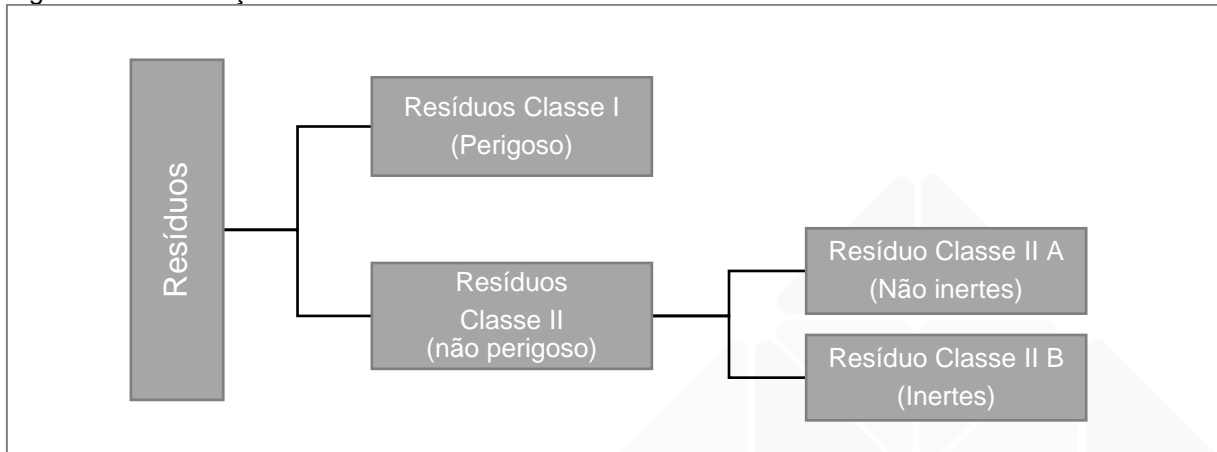 Resíduos
Resíduos Classe I
(Perigoso)
Resíduos
Classe II
(não perigoso)
Resíduo Classe II A
(Não inertes)
Resíduo Classe II B
(Inertes)